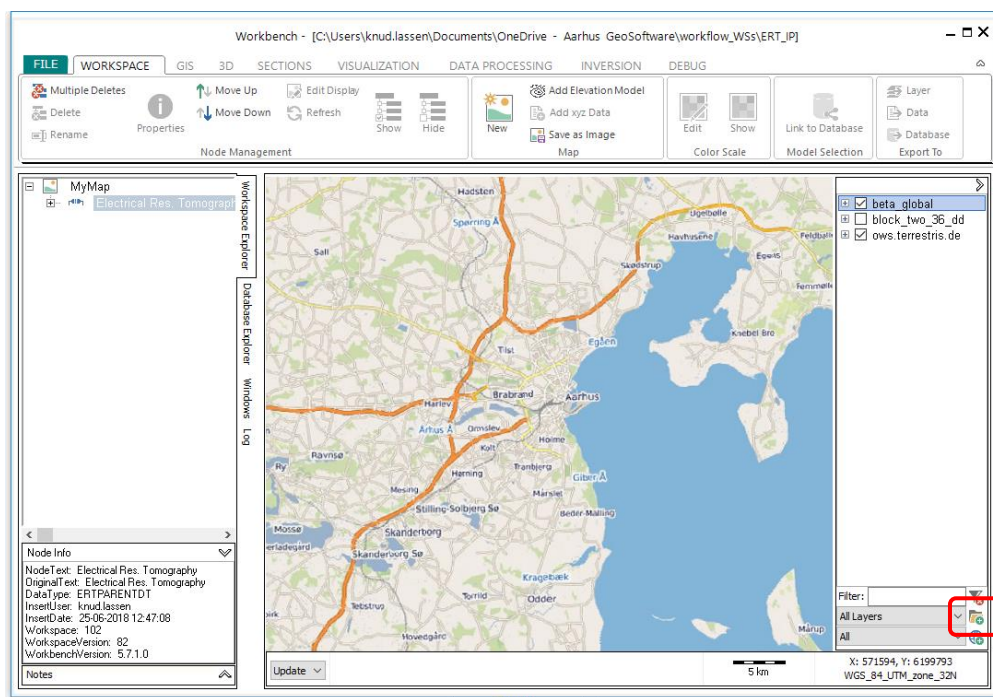 Workbench - [C:\Users\knud.lassen\Documents\OneDrive - Aarhus GeoSoftware\workflow_WSs\ERT_IP]
FILE WORKSPACE GIS 3D SECTIONS VISUALIZATION DATA PROCESSING INVERSION DEBUG
Multiple Deletes
Delete
Rename
Properties
Move Up
Move Down
Edit Display
Refresh
Show
Hide
Node Management
New
Add Elevation Model
Add xyz Data
Save as Image
Map
Edit
Show
Color Scale
Link to Database
Model Selection
Layer
Data
Database
Export To
MyMap
Electrical Res. Tomograph
Workspace Explorer
Database Explorer
Windows
Log
Node Info
NodeText: Electrical Res. Tomography
OriginalText: Electrical Res. Tomography
DataType: ERTPARENTDT
InsertUser: knud.lassen
InsertDate: 25-06-2018 12:47:08
Workspace: 102
WorkspaceVersion: 82
WorkbenchVersion: 5.7.1.0
Notes
Hadsten
Spørring Å
Ugelbølle
Havhusene
Feldball
Sall
Skødstrup
Egens
Femmølle
Knebel Bro
Egåen
Tilst
Brabrand
Aarhus
Harlev
Århus Å
Ormslev
Kolt
Holme
Ry
Ravnsø
Hørning
Tranbjerg
Giber Å
Mesing
Mårslet
Stilling-Solbjerg Sø
Beder-Malling
Mossø
Skanderborg
Skanderborg Sø
Kragebæk
Torrild
Odder
Tebstrup
Hovedgård
Mårup
Update
5 km
beta_global
block_two_36_dd
ows.terrestris.de
Filter:
All Layers
All
X: 571594, Y: 6199793
WGS_84_UTM_zone_32N